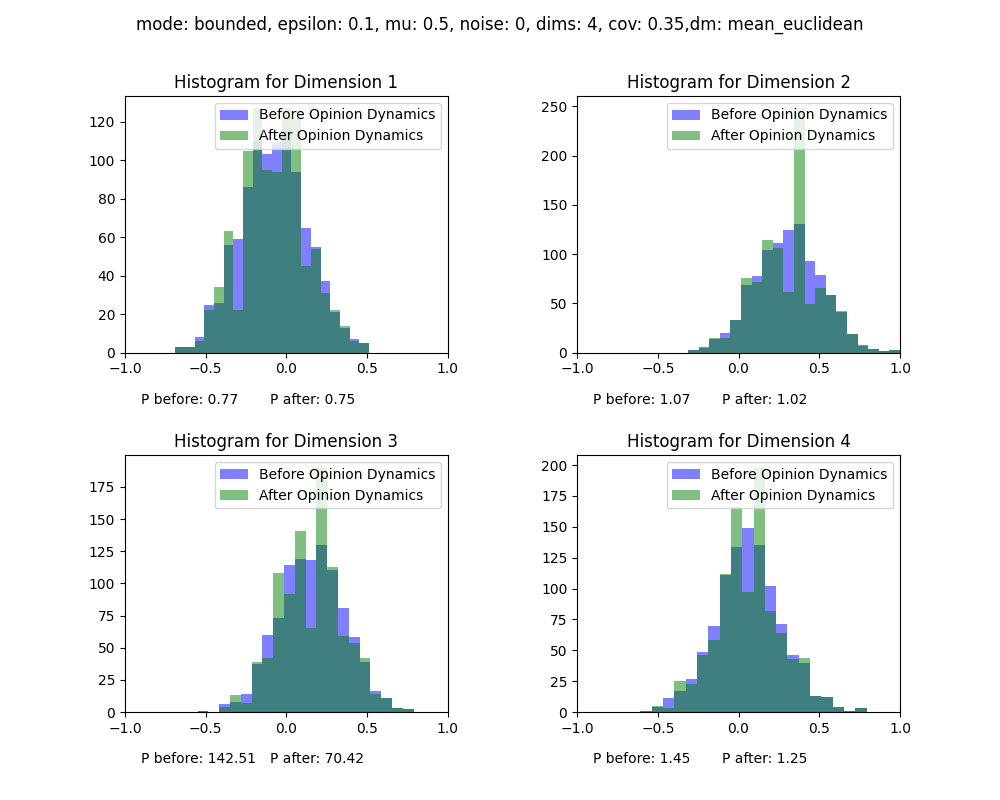 mode: bounded, epsilon: 0.1, mu: 0.5, noise: 0, dims: 4, cov: 0.35,dm: mean_euclidean
Histogram for Dimension 1
Before Opinion Dynamics
After Opinion Dynamics
120
100
80
60
40
20
0
−1.0 −0.5 0.0 0.5 1.0
P before: 0.77 P after: 0.75
Histogram for Dimension 2
Before Opinion Dynamics
After Opinion Dynamics
250
200
150
100
50
0
−1.0 −0.5 0.0 0.5 1.0
P before: 1.07 P after: 1.02
Histogram for Dimension 3
Before Opinion Dynamics
After Opinion Dynamics
175
150
125
100
75
50
25
0
−1.0 −0.5 0.0 0.5 1.0
P before: 142.51 P after: 70.42
Histogram for Dimension 4
Before Opinion Dynamics
After Opinion Dynamics
200
175
150
125
100
75
50
25
0
−1.0 −0.5 0.0 0.5 1.0
P before: 1.45 P after: 1.25